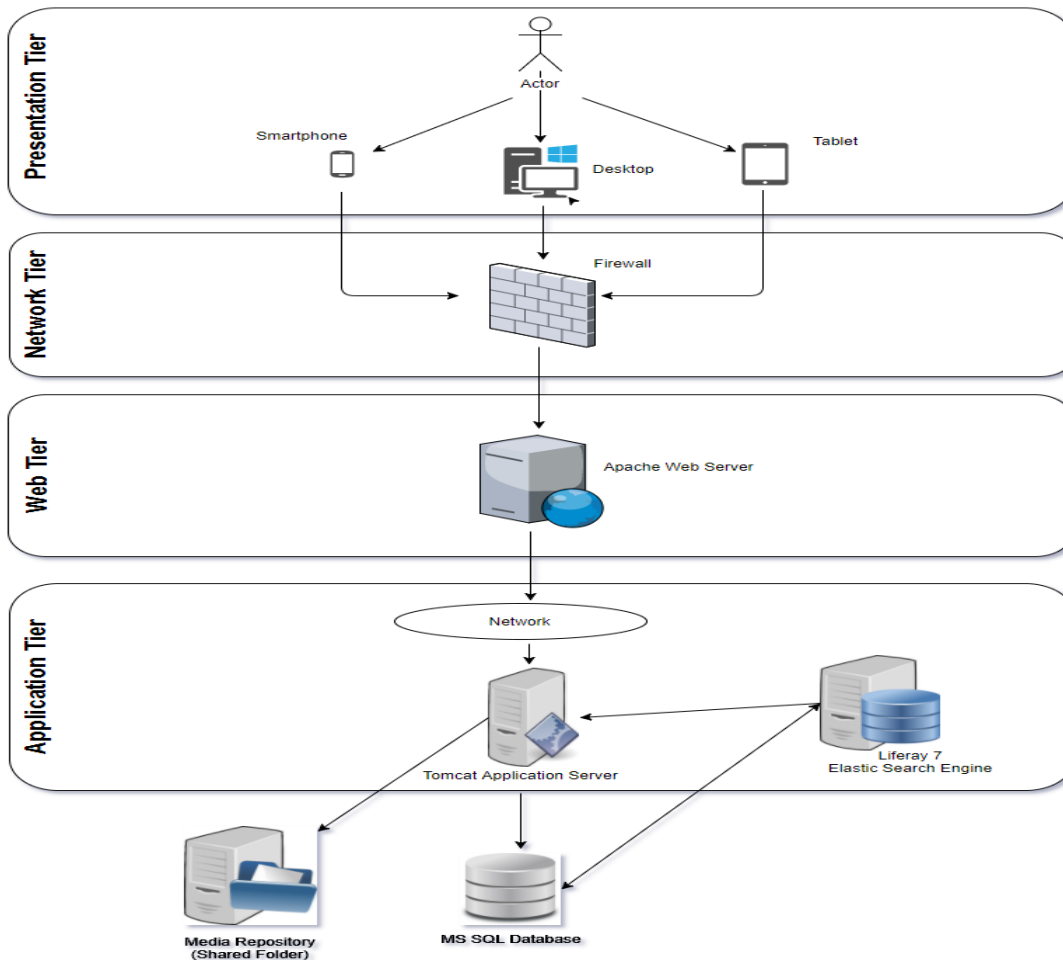 Presentation Tier
Actor
Smartphone
Desktop
Tablet
Network Tier
Firewall
Web Tier
Apache Web Server
Application Tier
Network
Tomcat Application Server
Liferay 7
Elastic Search Engine
Media Repository
(Shared Folder)
MS SQL Database